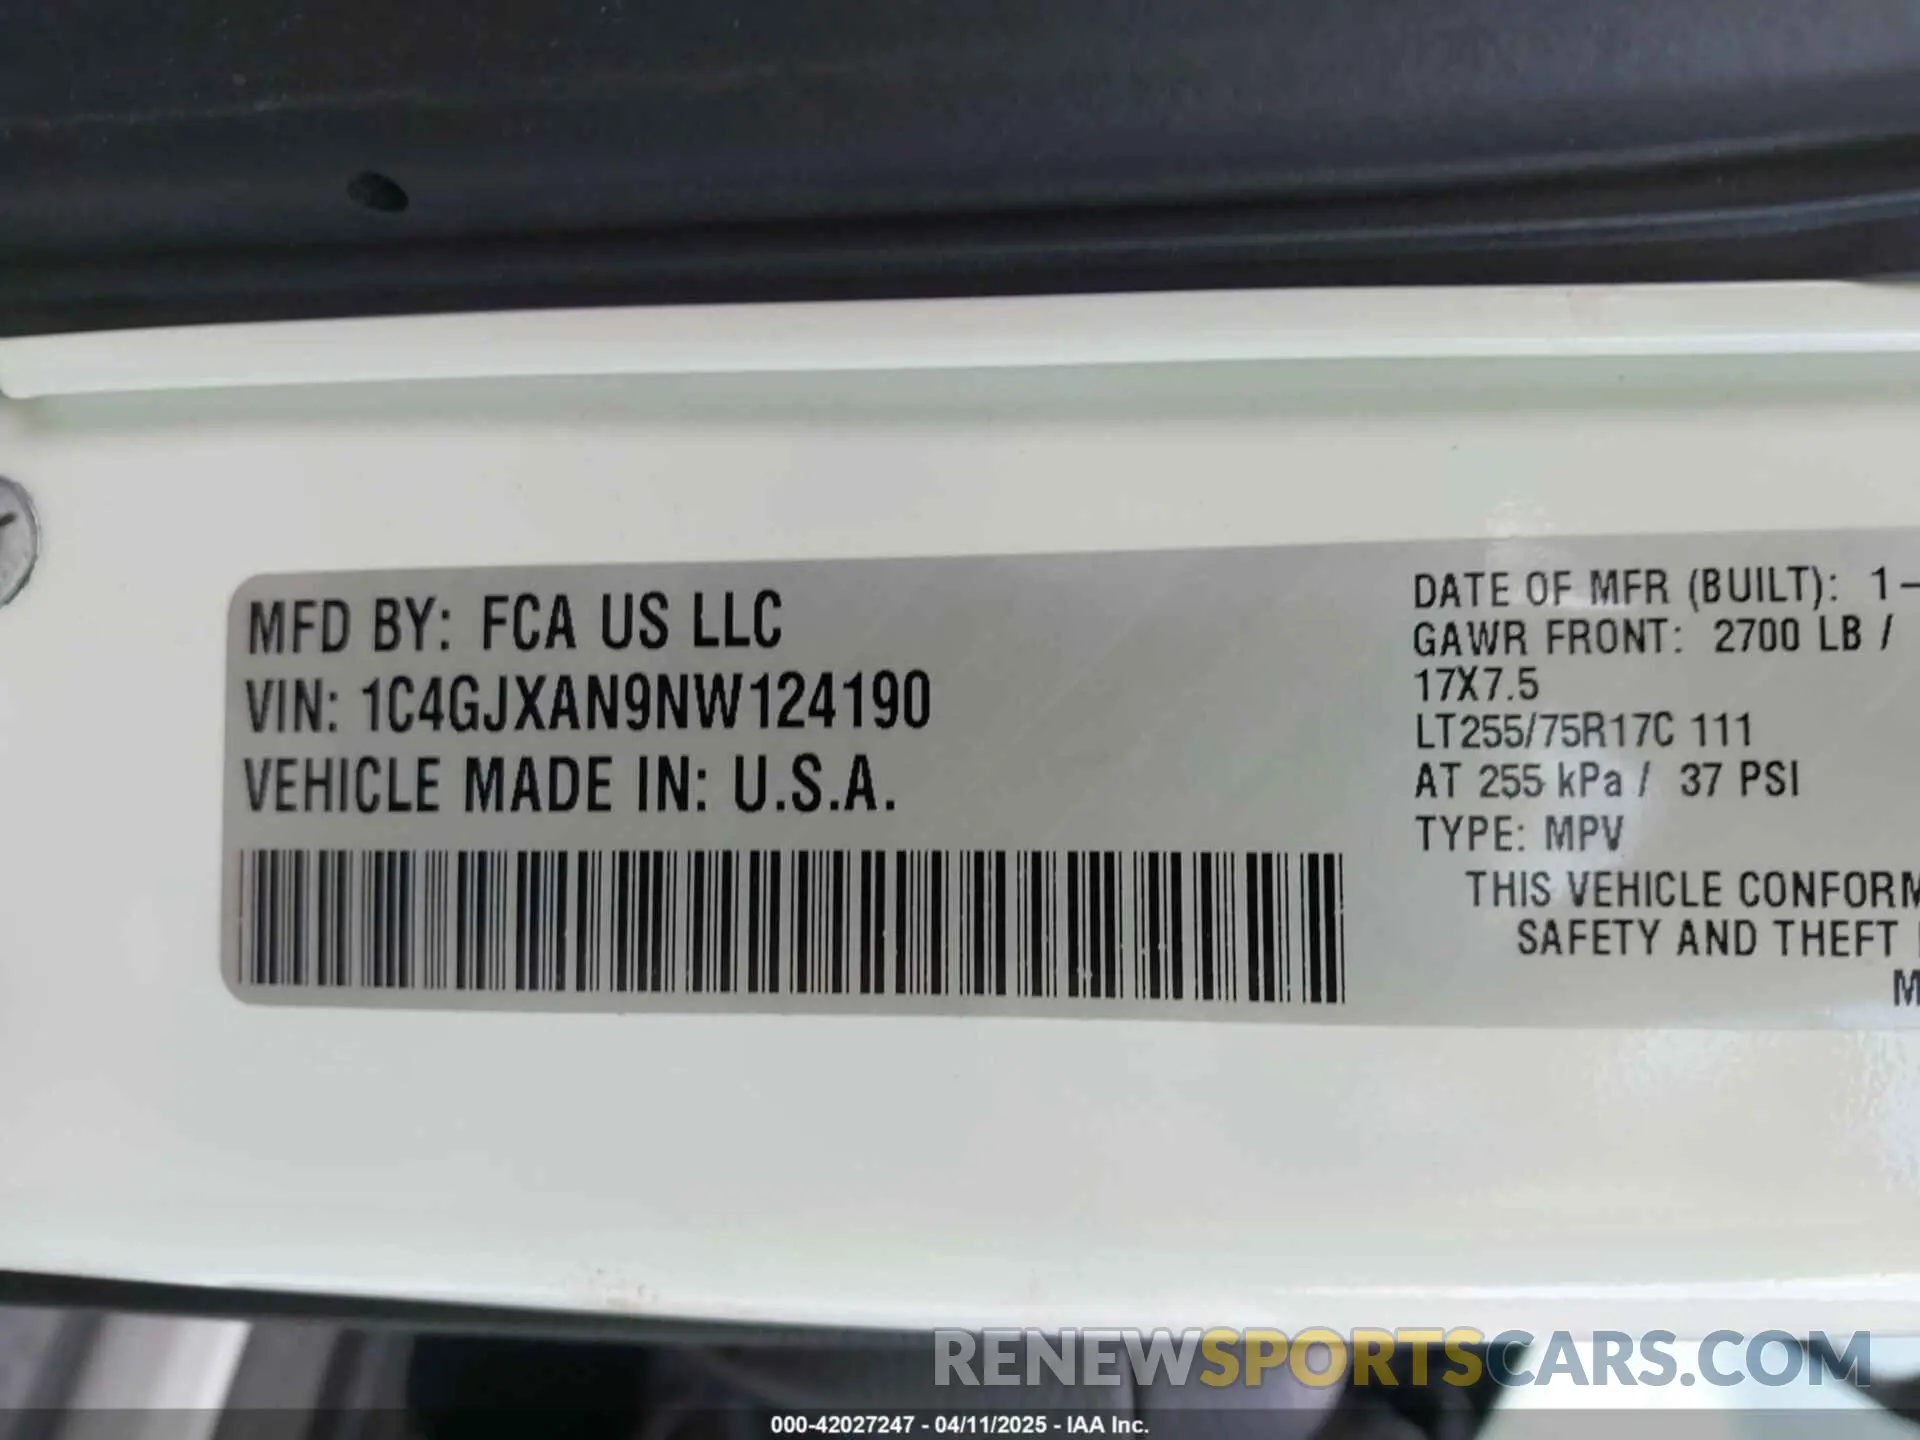 MFD BY: FCA US LLC
VIN: 1C4GJXAN9NW124190
VEHICLE MADE IN: U.S.A.
DATE OF MFR (BUILT): 1-
GAWR FRONT: 2700 LB /
17X7.5
LT255/75R17C 111
AT 255 kPa / 37 PSI
TYPE: MPV
THIS VEHICLE CONFORM
SAFETY AND THEFT
M
RENEWSPORTSCARS.COM
000-42027247 - 04/11/2025 - IAA Inc.